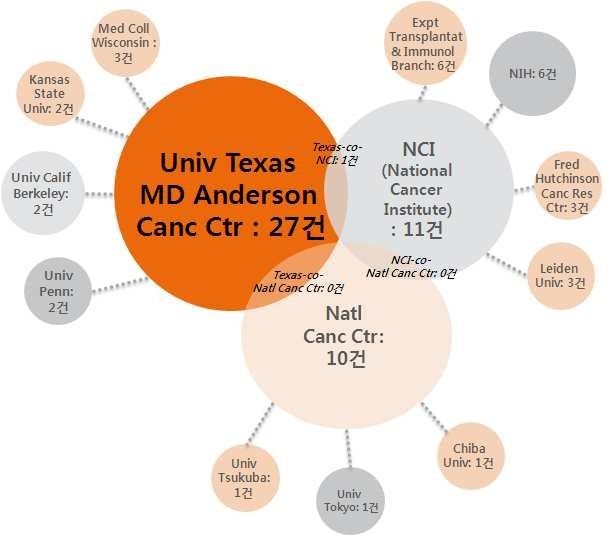 Med Coll
Wisconsin :
3건
Kansas
State
Univ: 2건
Univ Calif
Berkeley:
2건
Univ
Penn:
2건
Univ Texas
MD Anderson
Canc Ctr : 27건
Texas-co-
NCI: 1건
Expt
Transplantat
& Immunol
Branch: 6건
NIH: 6건
NCI
(National
Cancer
Institute)
: 11건
Fred
Hutchinson
Canc Res
Ctr: 3건
Leiden
Univ: 3건
Texas-co-
Natl Canc Ctr: 0건
NCI-co-
Natl Canc Ctr: 0건
Natl
Canc Ctr:
10건
Univ
Tsukuba:
1건
Univ
Tokyo: 1건
Chiba
Univ: 1건